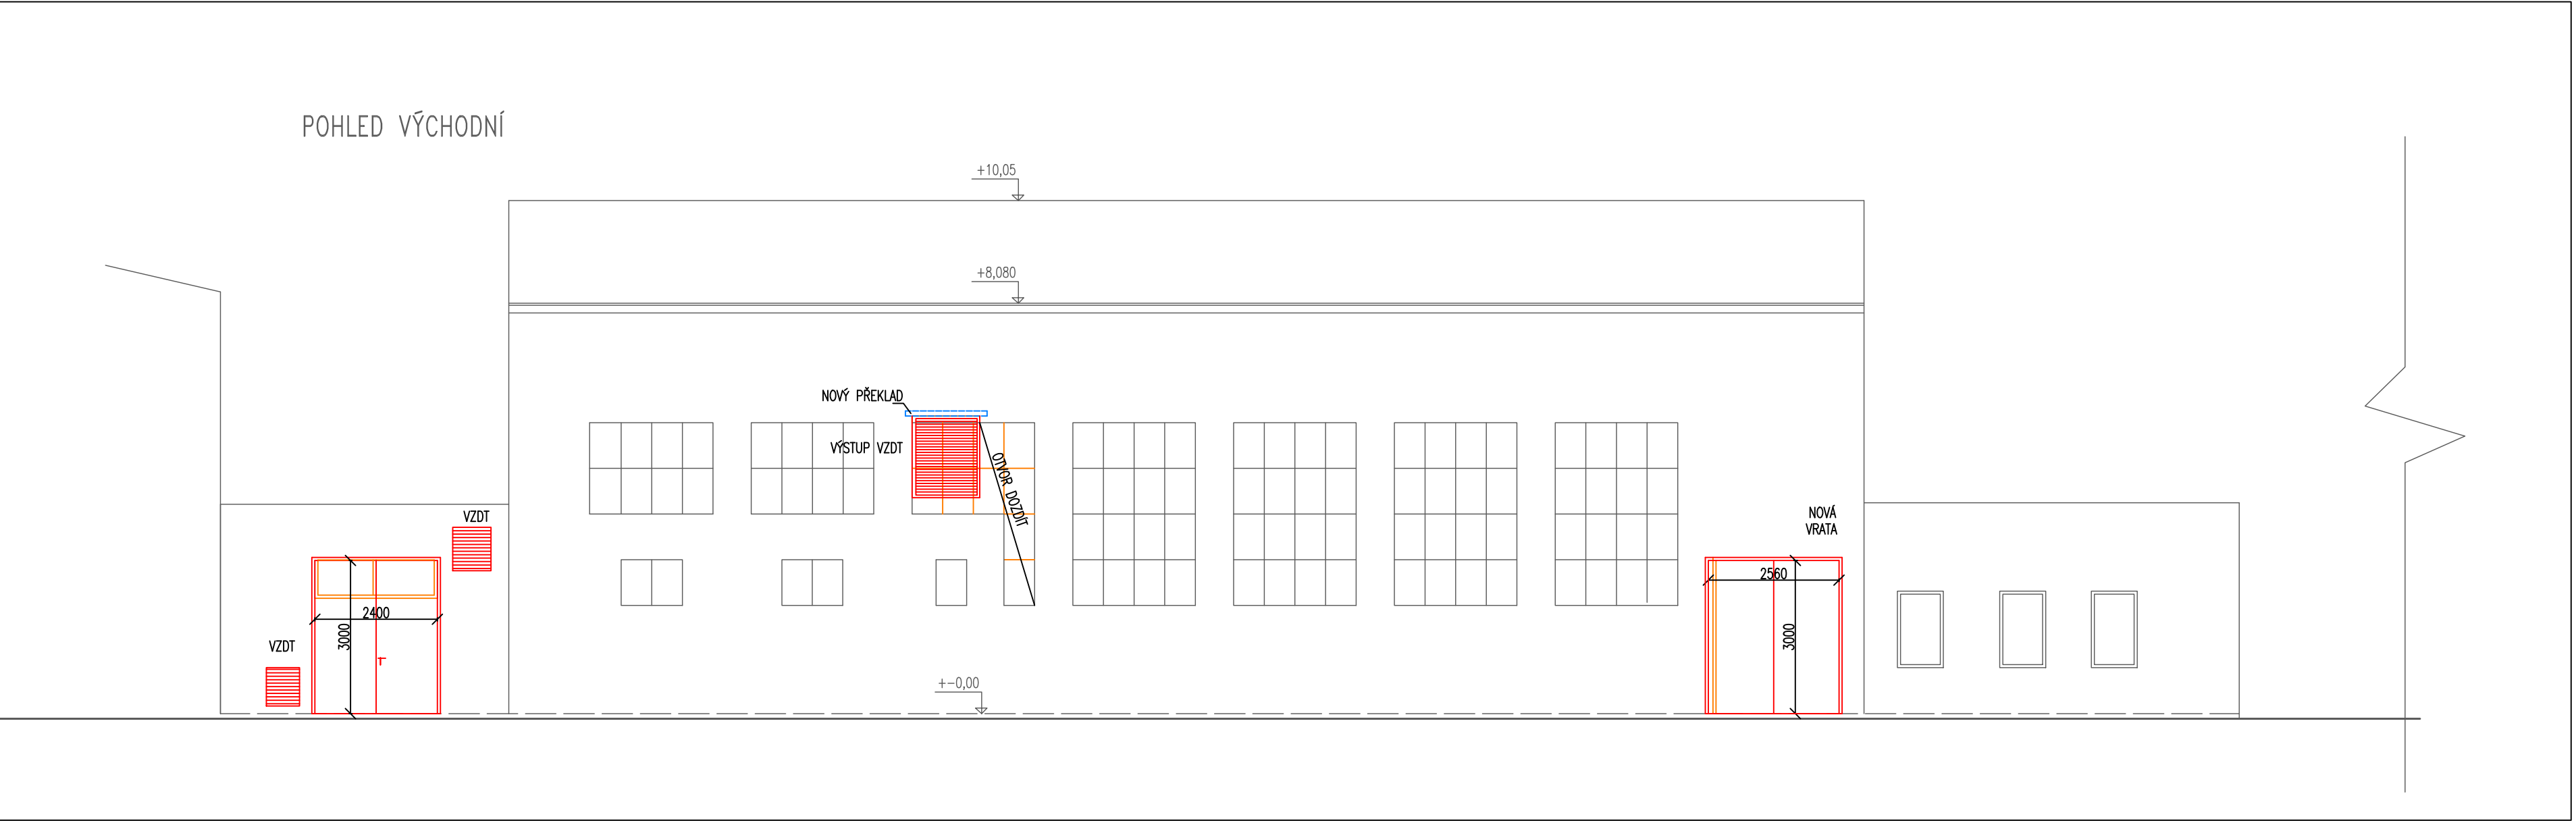 POHLED VÝCHODNÍ
+10,05
+8,080
NOVÝ PŘEKLAD
VÝSTUP VZDT
OTVOR DOZDÍT
VZDT
NOVÁ
VRATA
2560
2400
3000
3000
VZDT
+-0,00